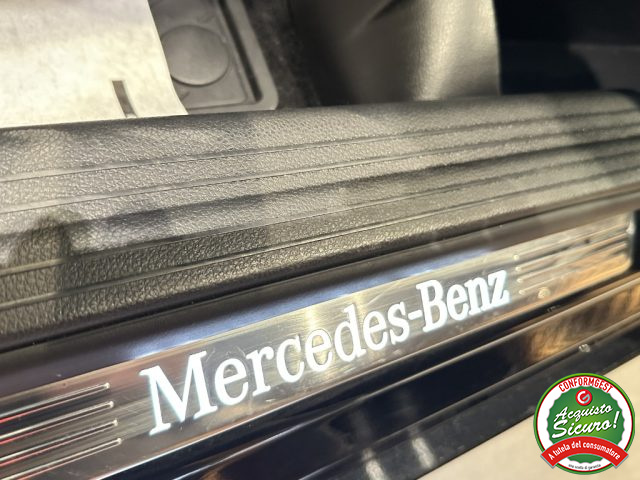 Mercedes-Benz
CONFORMGEST
Acquisto
Sicuro!
A tutela del consumatore